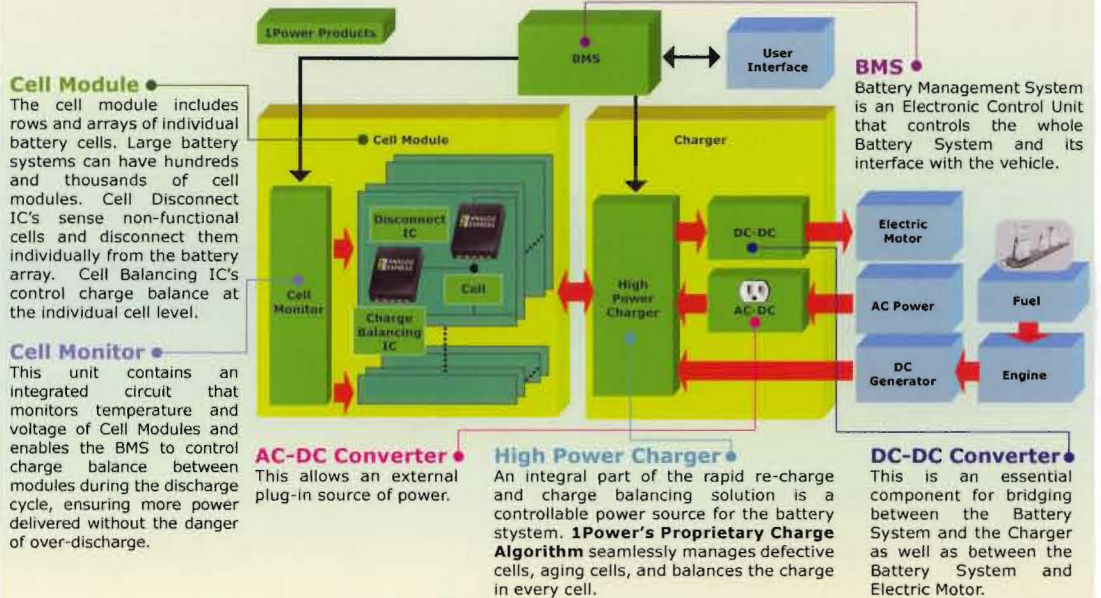 1Power Products
BMS
User
Interface
BMS
Battery Management System
is an Electronic Control Unit
that controls the whole
Battery System and its
interface with the vehicle.
Cell Module
The cell module includes
rows and arrays of individual
battery cells. Large battery
systems can have hundreds
and thousands of cell
modules. Cell Disconnect
IC's sense non-functional
cells and disconnect them
individually from the battery
array. Cell Balancing IC's
control charge balance at
the individual cell level.
Cell Monitor
This unit contains an
integrated circuit that
monitors temperature and
voltage of Cell Modules and
enables the BMS to control
charge balance between
modules during the discharge
cycle, ensuring more power
delivered without the danger
of over-discharge.
Cell Module
Cell
Monitor
Disconnect
IC
ANALOG
EXPRESS
ANALOG
EXPRESS
Cell
Charge
Balancing
IC
Charger
High
Power
Charger
DC-DC
AC-DC
Electric
Motor
AC Power
DC
Generator
Fuel
Engine
AC-DC Converter
This allows an external
plug-in source of power.
High Power Charger
An integral part of the rapid re-charge
and charge balancing solution is a
controllable power source for the battery
stystem. 1Power's Proprietary Charge
Algorithm seamlessly manages defective
cells, aging cells, and balances the charge
in every cell.
DC-DC Converter
This is an essential
component for bridging
between the Battery
System and the Charger
as well as between the
Battery System and
Electric Motor.